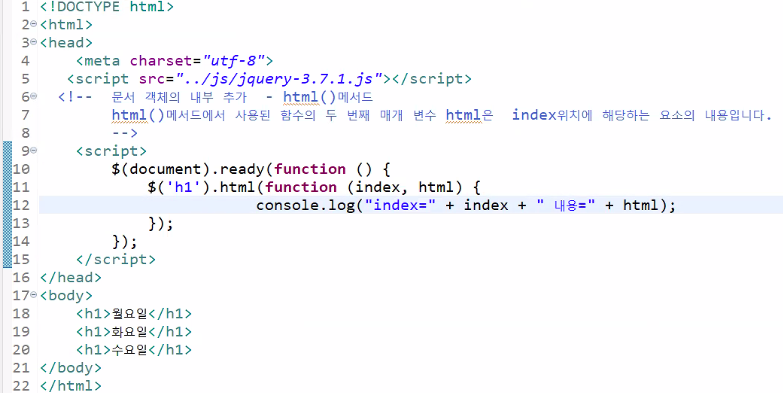 1 <!DOCTYPE html>
2 <html>
3 <head>
4 <meta charset="utf-8">
5 <script src="../js/jquery-3.7.1.js"></script>
6 <!-- 문서 객체의 내부 추가 - html()메서드
7 html()메서드에서 사용된 함수의 두 번째 매개 변수 html은 index위치에 해당하는 요소의 내용입니다.
8 -->
9 <script>
10 $(document).ready(function () {
11 $('h1').html(function (index, html) {
12 console.log("index=" + index + " 내용=" + html);
13 });
14 });
15 </script>
16 </head>
17 <body>
18 <h1>월요일</h1>
19 <h1>화요일</h1>
20 <h1>수요일</h1>
21 </body>
22 </html>